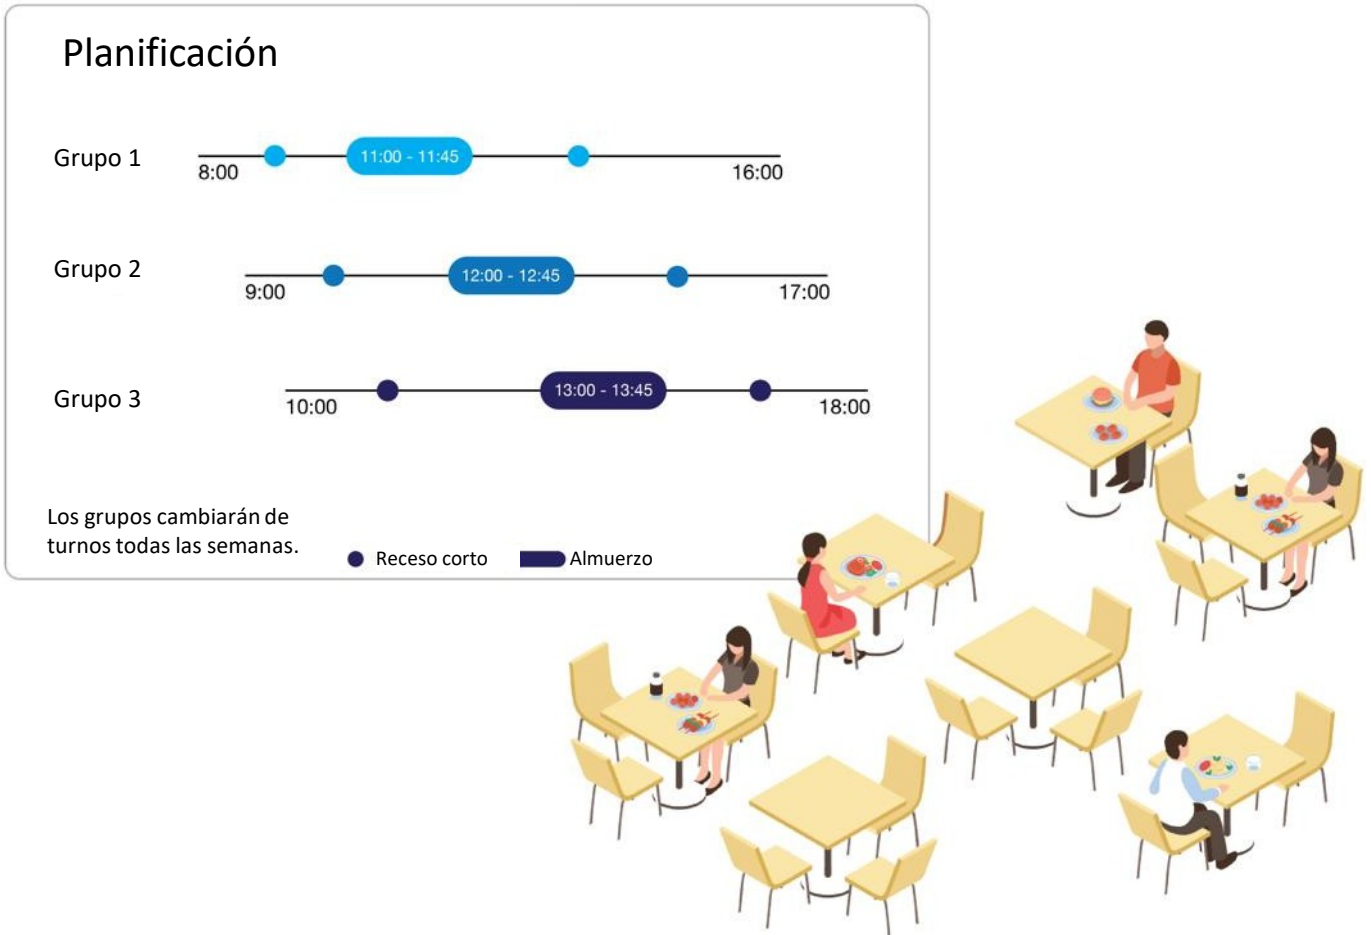 Planificación
Grupo 1
11:00 - 11:45
8:00
16:00
Grupo 2
12:00 - 12:45
9:00
17:00
Grupo 3
13:00 - 13:45
10:00
18:00
Los grupos cambiarán de
turnos todas las semanas.
Receso corto
Almuerzo